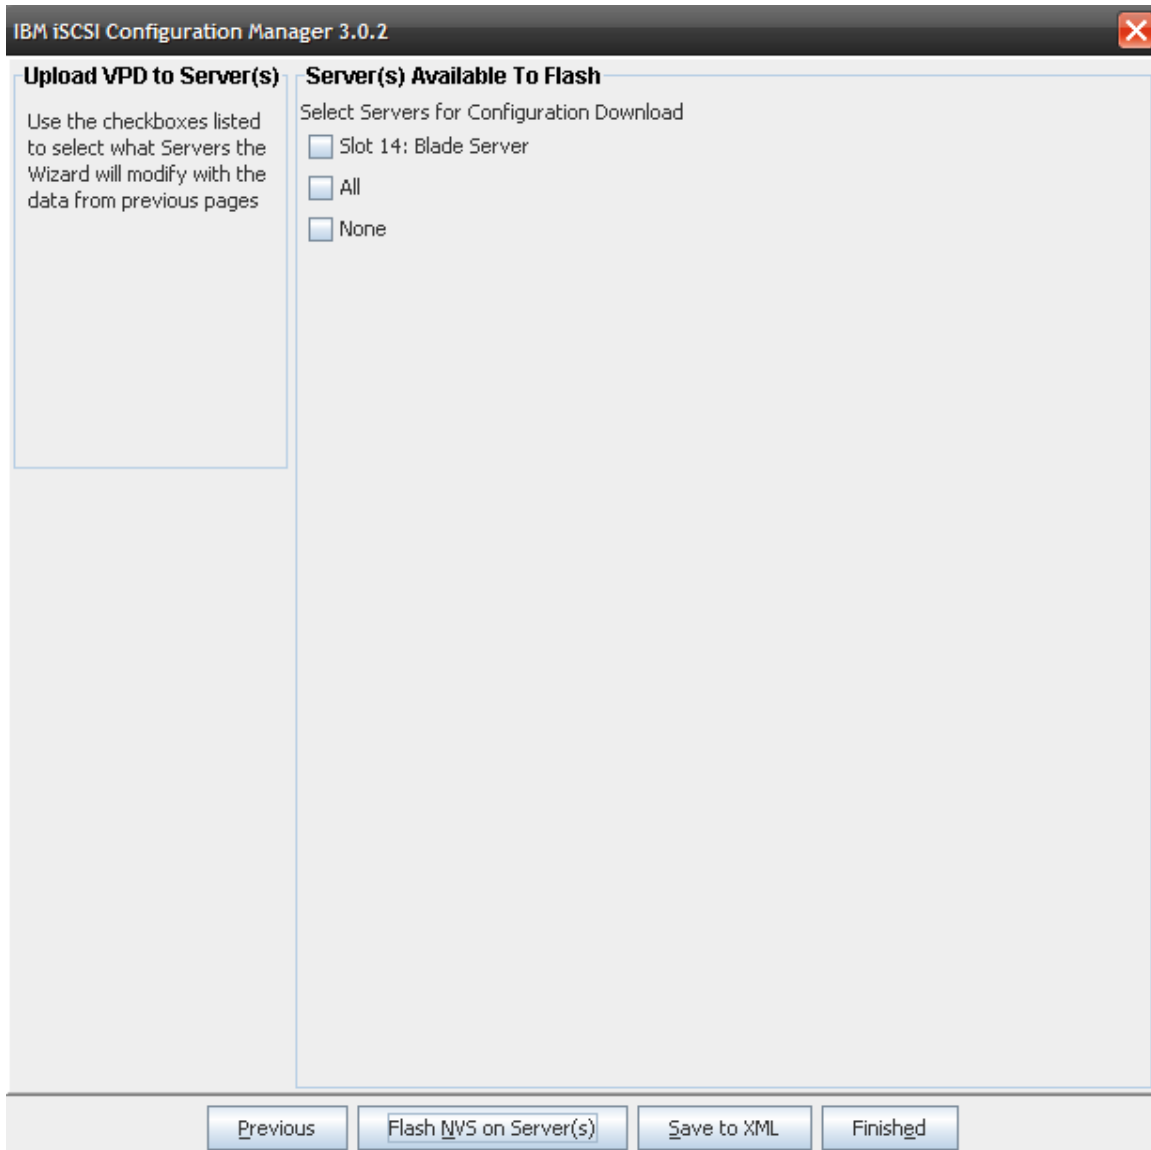 IBM iSCSI Configuration Manager 3.0.2
Upload VPD to Server(s)
Use the checkboxes listed
to select what Servers the
Wizard will modify with the
data from previous pages
Server(s) Available To Flash
Select Servers for Configuration Download
Slot 14: Blade Server
All
None
Previous
Flash NVS on Server(s)
Save to XML
Finished